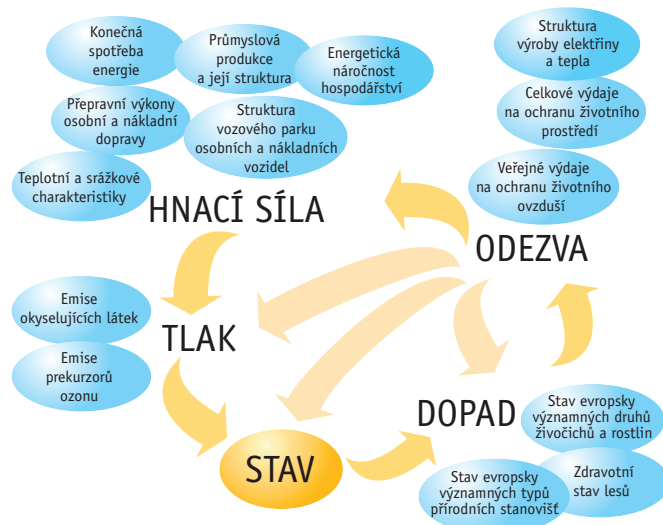 Konečná
spotřeba
energie
Průmyslová
produkce
a její struktura
Energetická
náročnost
hospodářství
Přepravní výkony
osobní a nákladní
dopravy
Struktura
vozového parku
osobních a nákladních
vozidel
Teplotní a srážkové
charakteristiky
HNACÍ SÍLA
Struktura
výroby elektřiny
a tepla
Celkové výdaje
na ochranu životního
prostředí
Veřejné výdaje
na ochranu životního
ovzduší
ODEZVA
Emise
okyselujících látek
Emise
prekurzorů
ozonu
TLAK
STAV
DOPAD
Stav evropsky
významných druhů
živočichů a rostlin
Zdravotní
stav lesů
Stav evropsky
významných typů
přírodních stanovišť